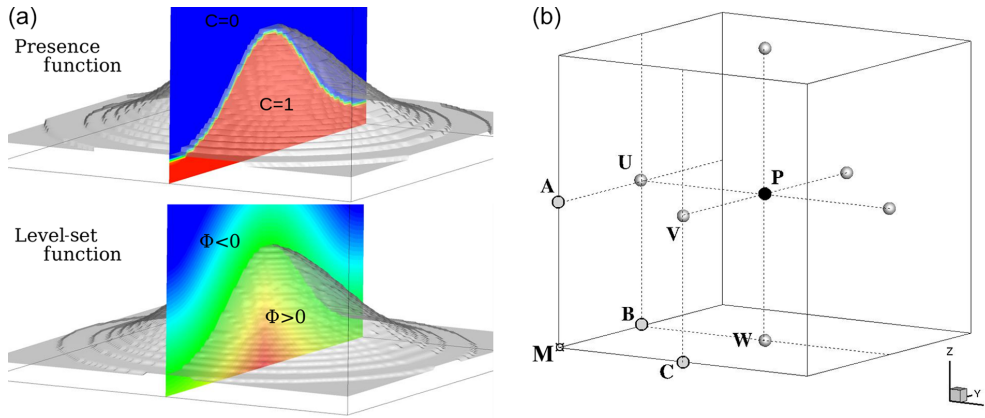 (a)
C=0
Presence
function
C=1
Level-set
function
Φ<0
Φ>0
(b)
U
P
A
V
B
W
M
C
Z
Y